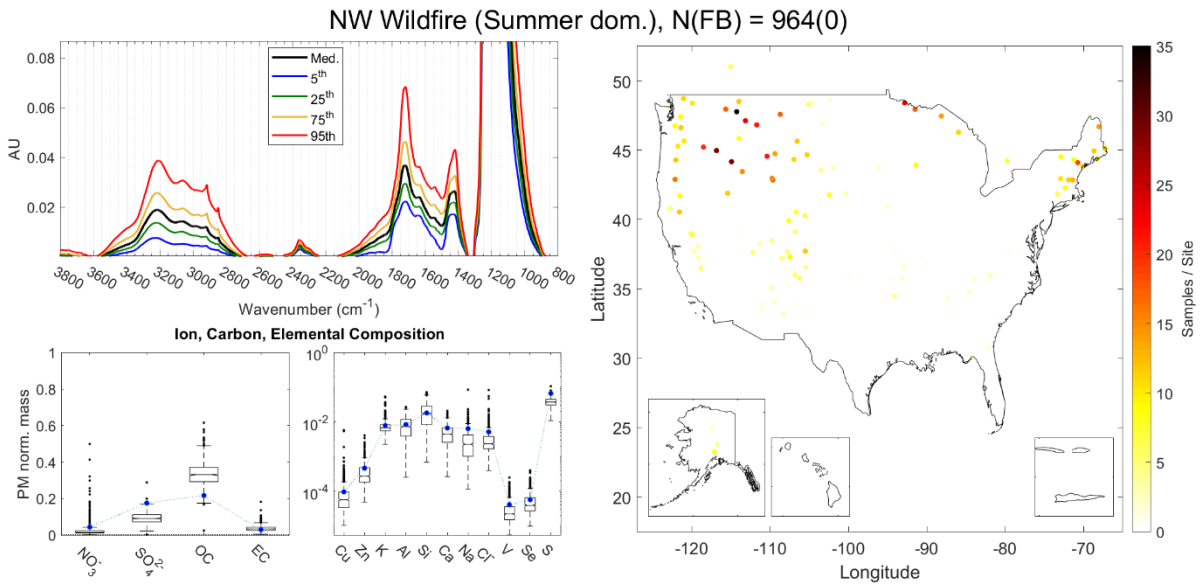 NW Wildfire (Summer dom.), N(FB) = 964(0)
0.08
0.06
0.04
0.02
AU
Med.
5th
25th
75th
95th
3800 3600 3400 3200 3000 2800 2600 2400 2200 2000 1800 1600 1400 1200 1000 800
Wavenumber (cm-1)
Ion, Carbon, Elemental Composition
1
0.8
0.6
0.4
0.2
0
PM norm. mass
NO3- SO42- OC EC
10^0
10^-2
10^-4
Cu Zn K Al Si Ca Na Cl V Se S
50
45
40
35
30
25
20
Latitude
-120 -110 -100 -90 -80 -70
Longitude
35
30
25
20
15
10
5
0
Samples / Site